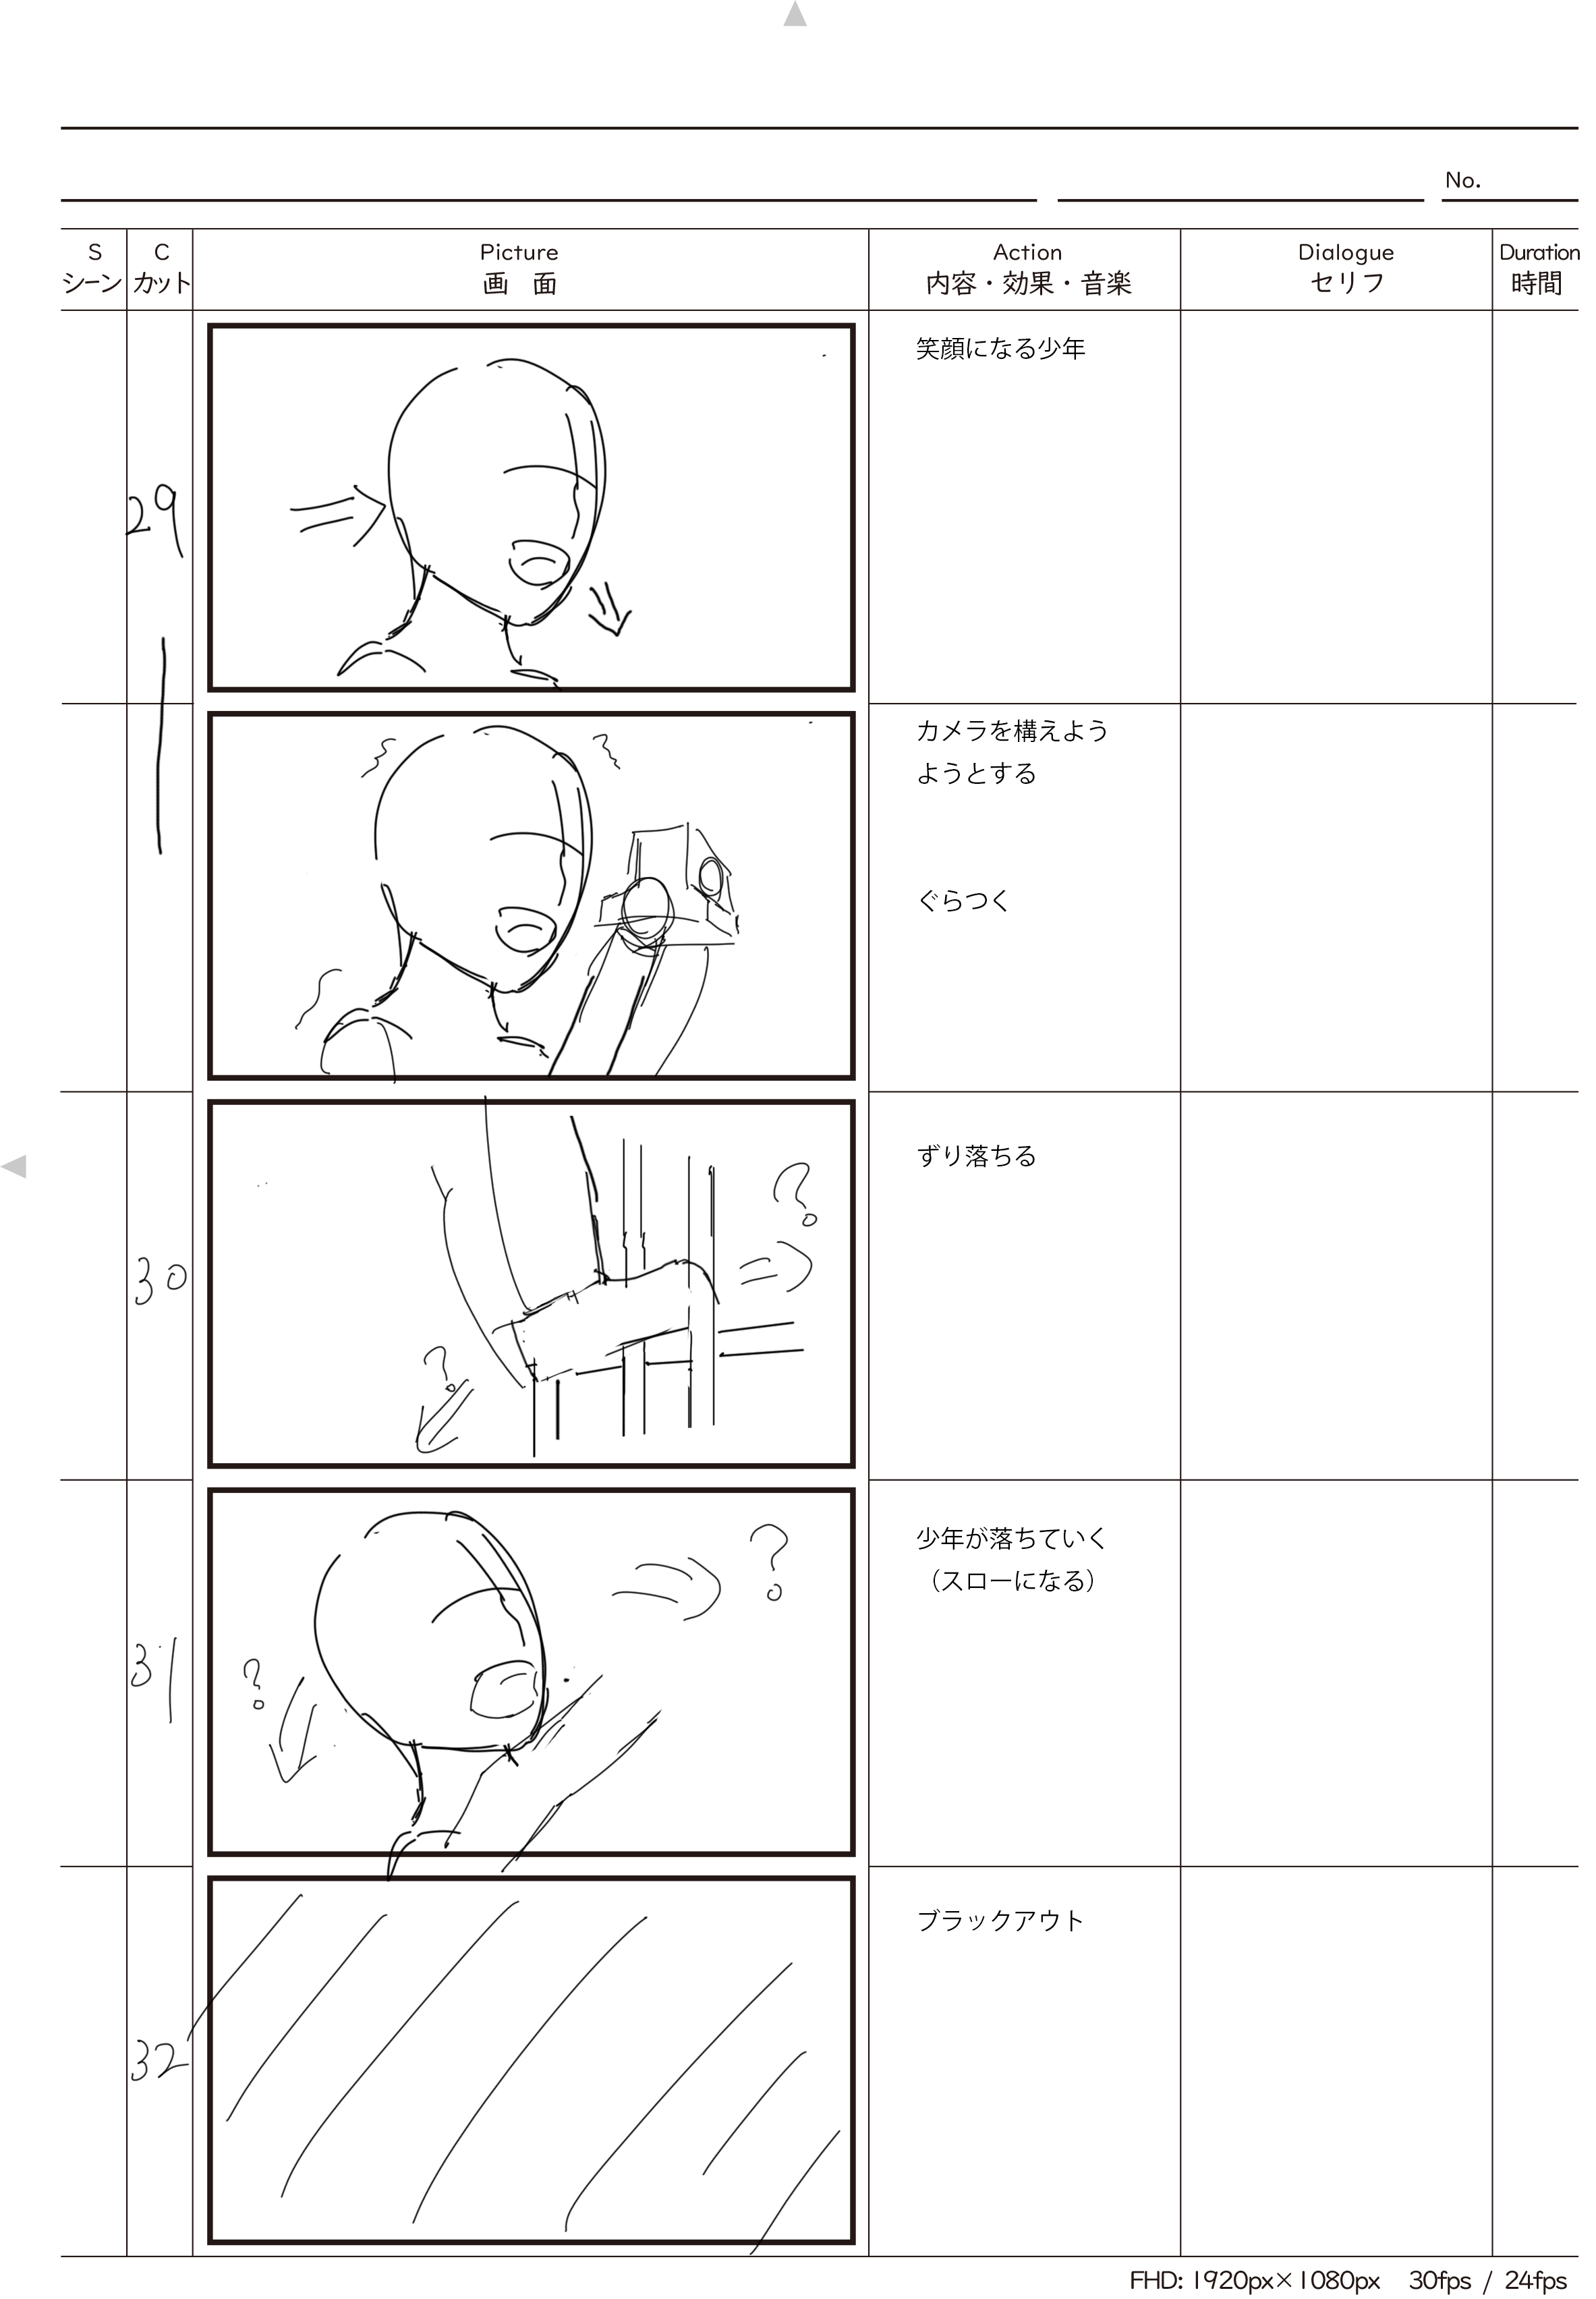 No.
S
シーン
C
カット
Picture
画 面
Action
内容・効果・音楽
Dialogue
セリフ
Duration
時間
29
笑顔になる少年
カメラを構えよう
ようとする
ぐらつく
30
ずり落ちる
?
?
31
少年が落ちていく
（スローになる）
?
?
32
ブラックアウト
FHD: 1920px×1080px 30fps / 24fps